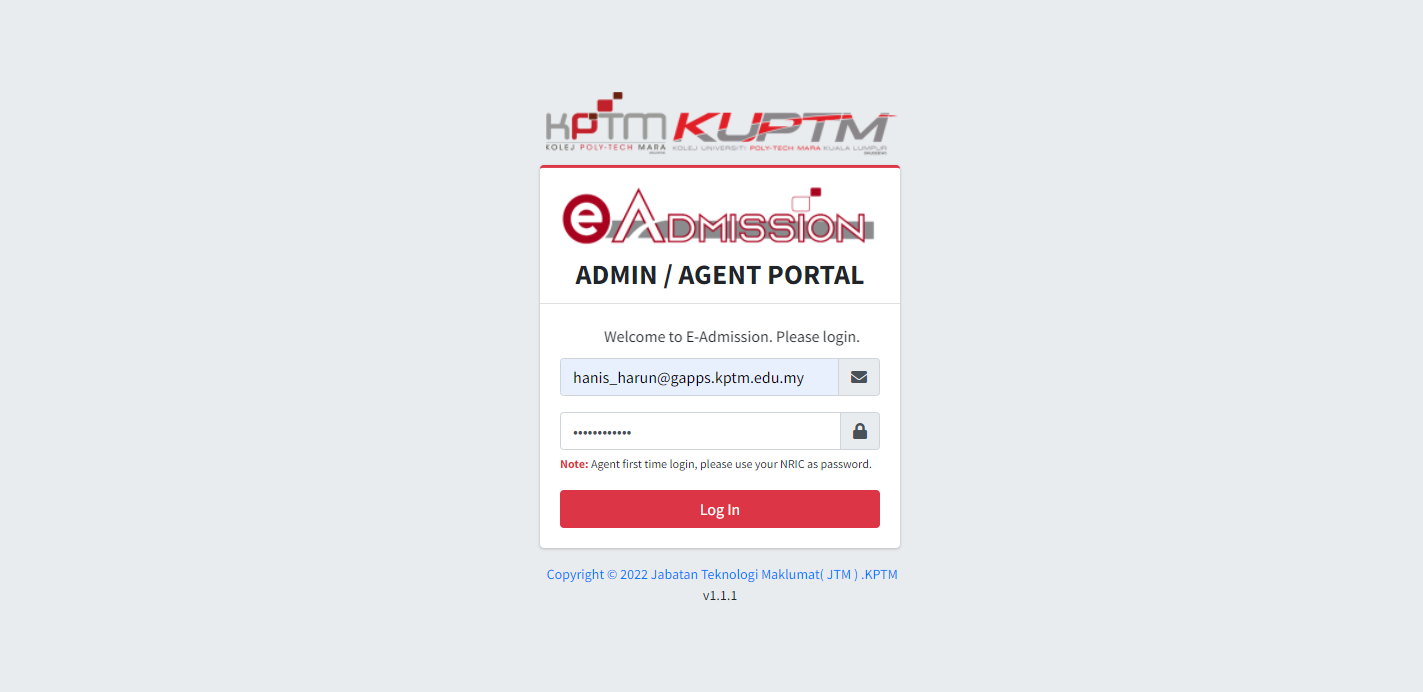 KPTM KUPTM
KOLEJ POLY-TECH MARA KOLEJ UNIVERSITI POLY-TECH MARA KUALA LUMPUR
eADMISSION
ADMIN / AGENT PORTAL
Welcome to E-Admission. Please login.
hanis_harun@gapps.kptm.edu.my
••••••••••••
Note: Agent first time login, please use your NRIC as password.
Log In
Copyright © 2022 Jabatan Teknologi Maklumat( JTM ) .KPTM
v1.1.1